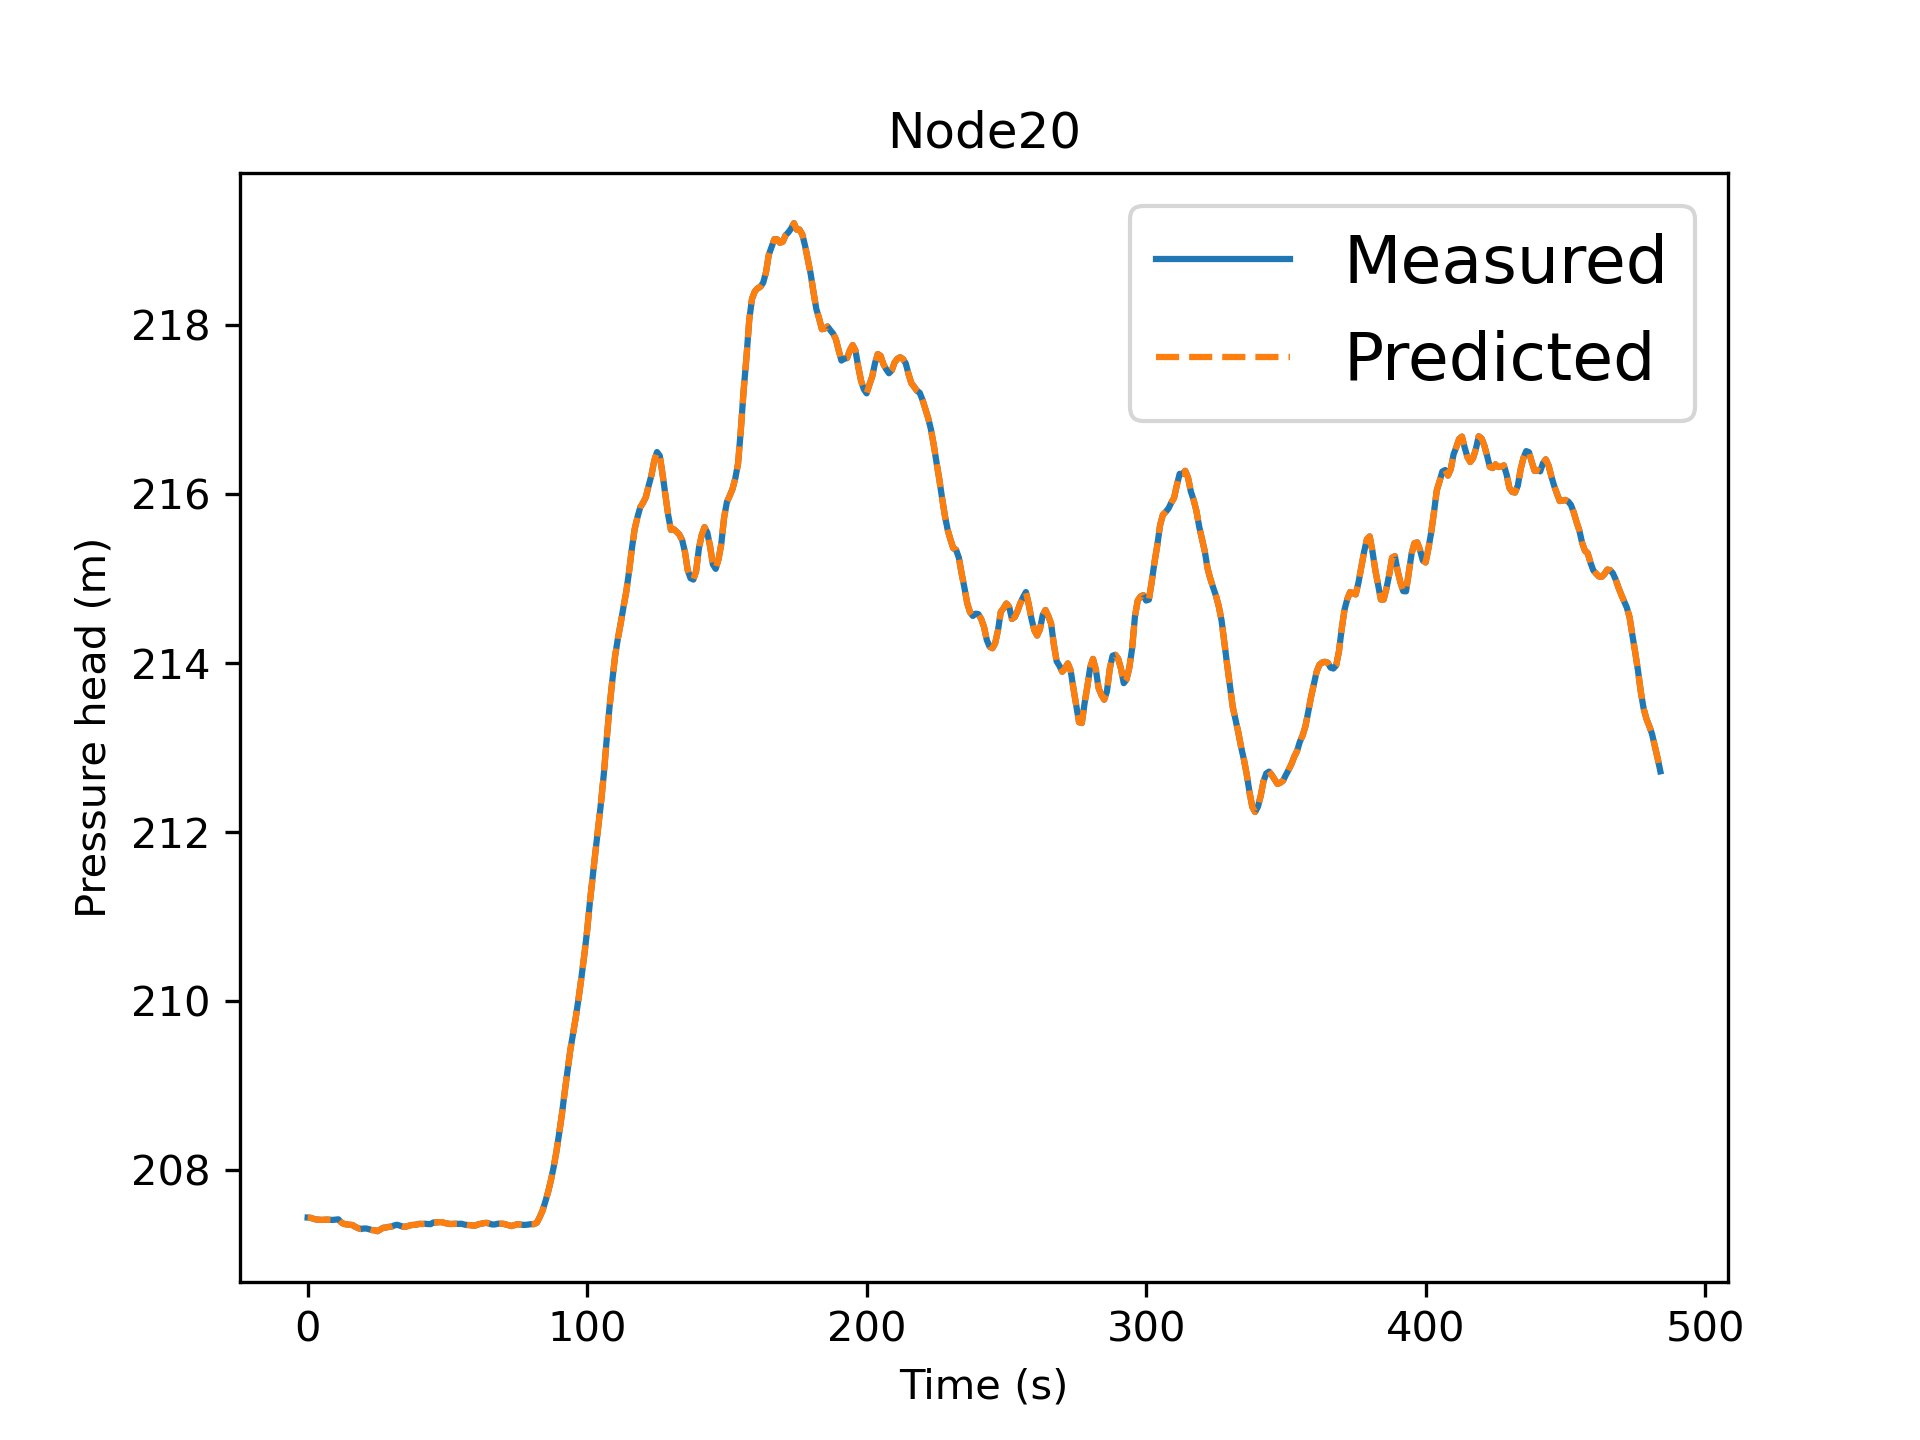 Node20
Measured
Predicted
Pressure head (m)
218
216
214
212
210
208
0 100 200 300 400 500
Time (s)